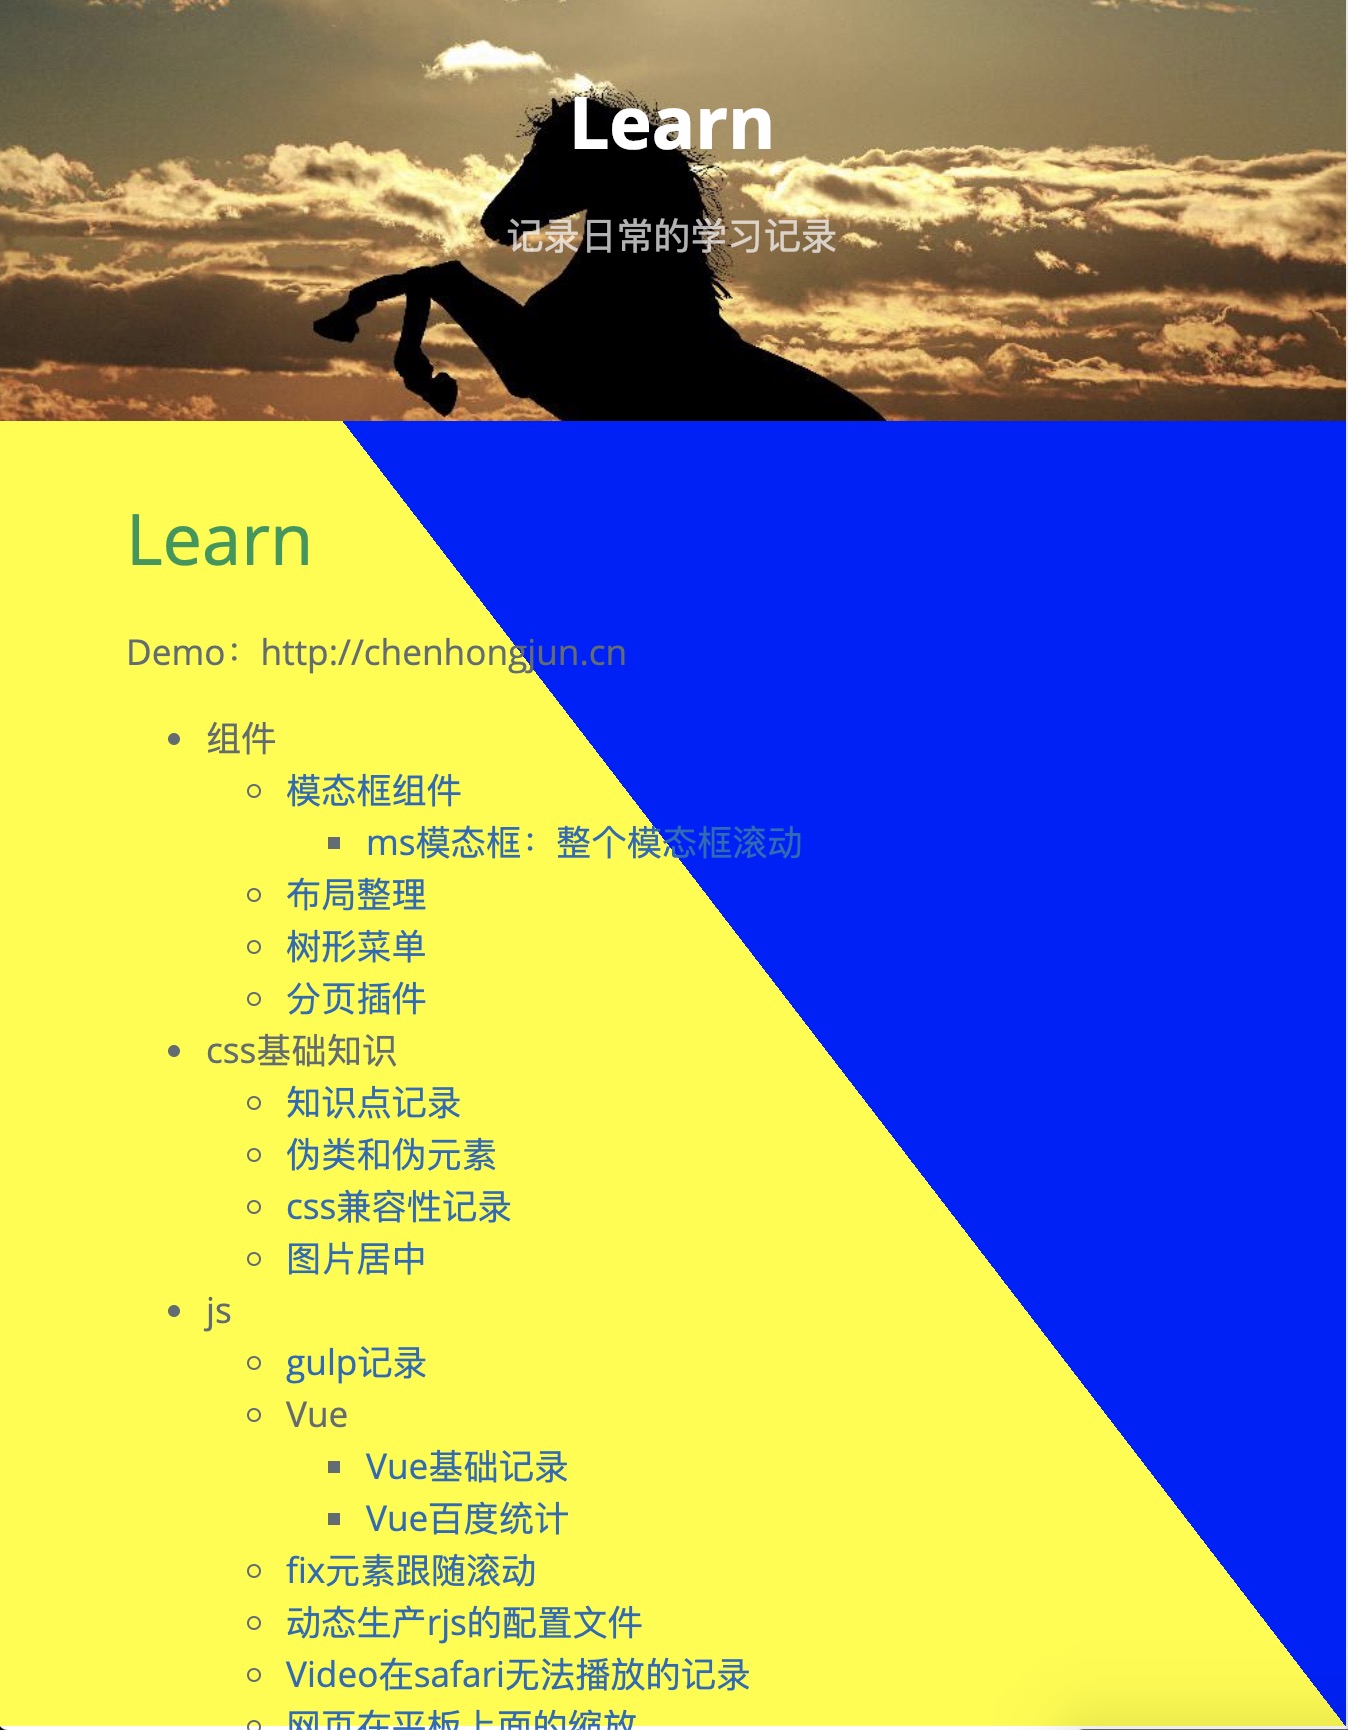 Learn
记录日常的学习记录
Learn
Demo：http://chenhongjun.cn
组件
模态框组件
ms模态框：整个模态框滚动
布局整理
树形菜单
分页插件
css基础知识
知识点记录
伪类和伪元素
css兼容性记录
图片居中
js
gulp记录
Vue
Vue基础记录
Vue百度统计
fix元素跟随滚动
动态生产rjs的配置文件
Video在safari无法播放的记录
网页在平板上面的缩放